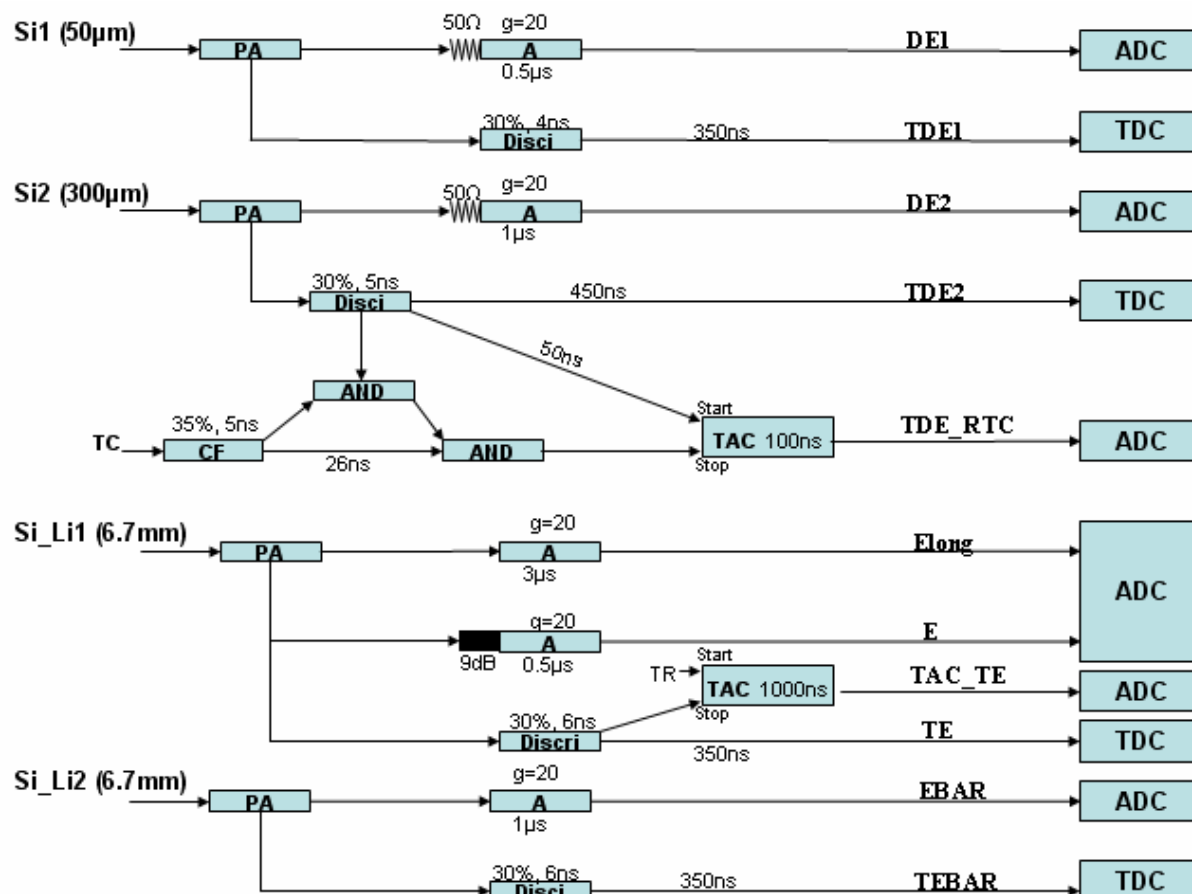 Si1 (50µm)
PA
50Ω
g=20
A
0.5µs
DE1
ADC
30%, 4ns
Disci
350ns
TDE1
TDC
Si2 (300µm)
PA
50Ω
g=20
A
1µs
DE2
ADC
30%, 5ns
Disci
450ns
TDE2
TDC
50ns
AND
35%, 5ns
TC
CF
26ns
AND
Start
TAC 100ns
Stop
TDE_RTC
ADC
Si_Li1 (6.7mm)
PA
g=20
A
3µs
Elong
ADC
g=20
A
9dB
0.5µs
E
Start
TR
TAC 1000ns
Stop
TAC_TE
ADC
30%, 6ns
Discri
350ns
TE
TDC
Si_Li2 (6.7mm)
PA
g=20
A
1µs
EBAR
ADC
30%, 6ns
Disci
350ns
TEBAR
TDC